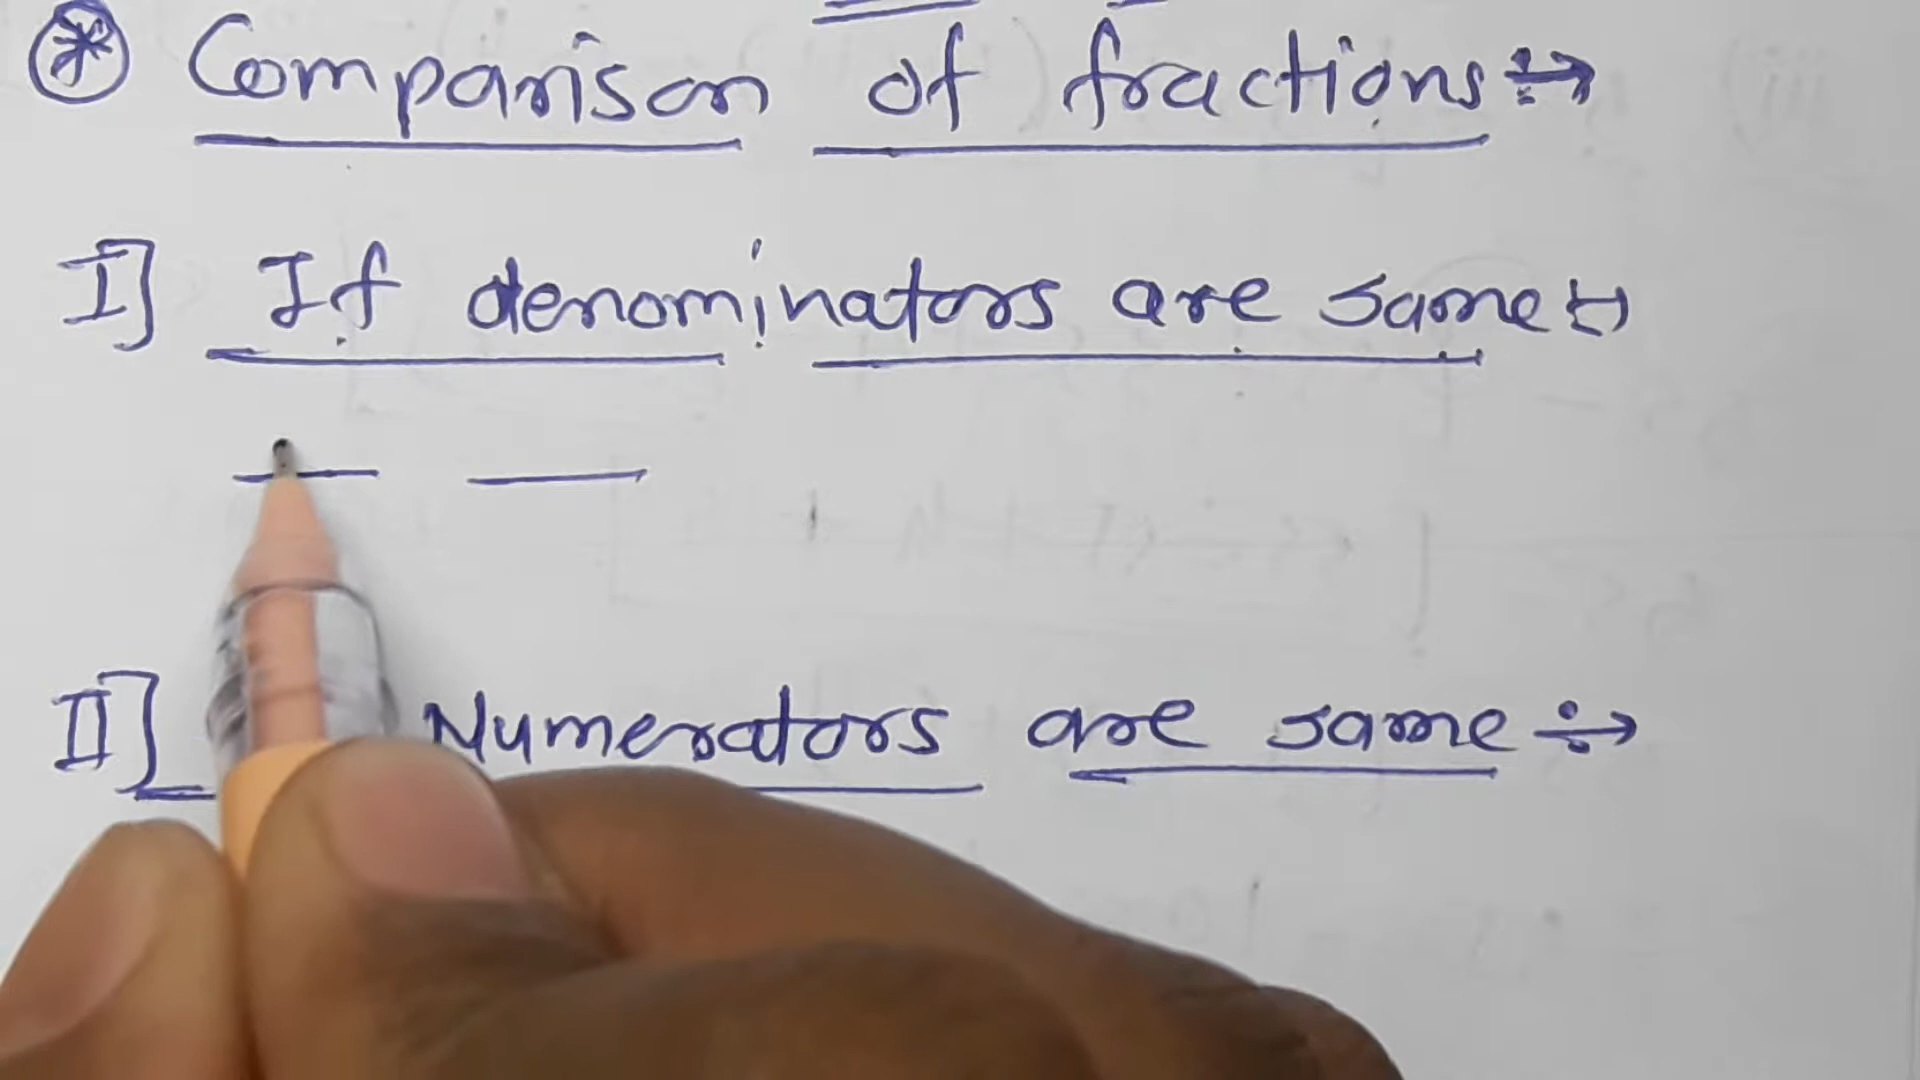 * Comparison of fractions :→
I] If denominators are same :→
II] Numerators are same :→